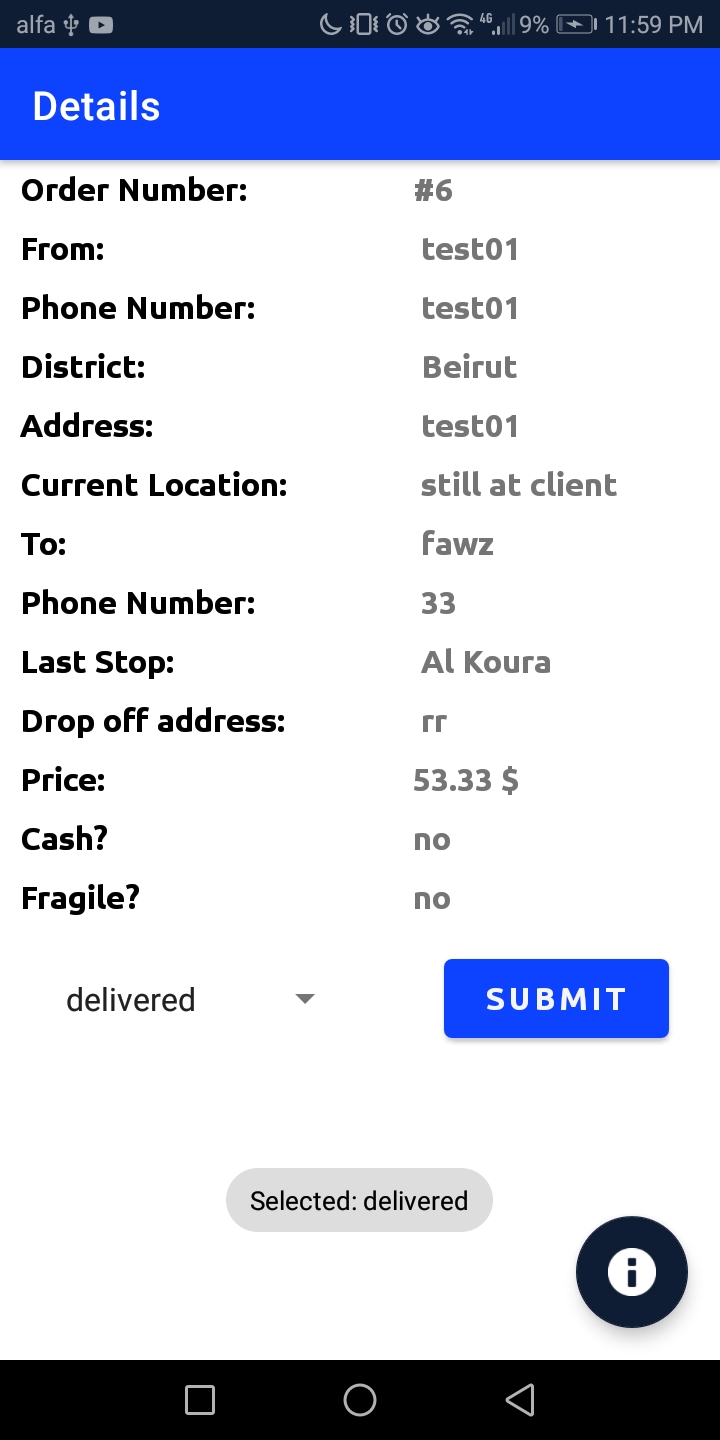 alfa 4G 9% 11:59 PM
Details
Order Number: #6
From: test01
Phone Number: test01
District: Beirut
Address: test01
Current Location: still at client
To: fawz
Phone Number: 33
Last Stop: Al Koura
Drop off address: rr
Price: 53.33 $
Cash? no
Fragile? no
delivered SUBMIT
Selected: delivered